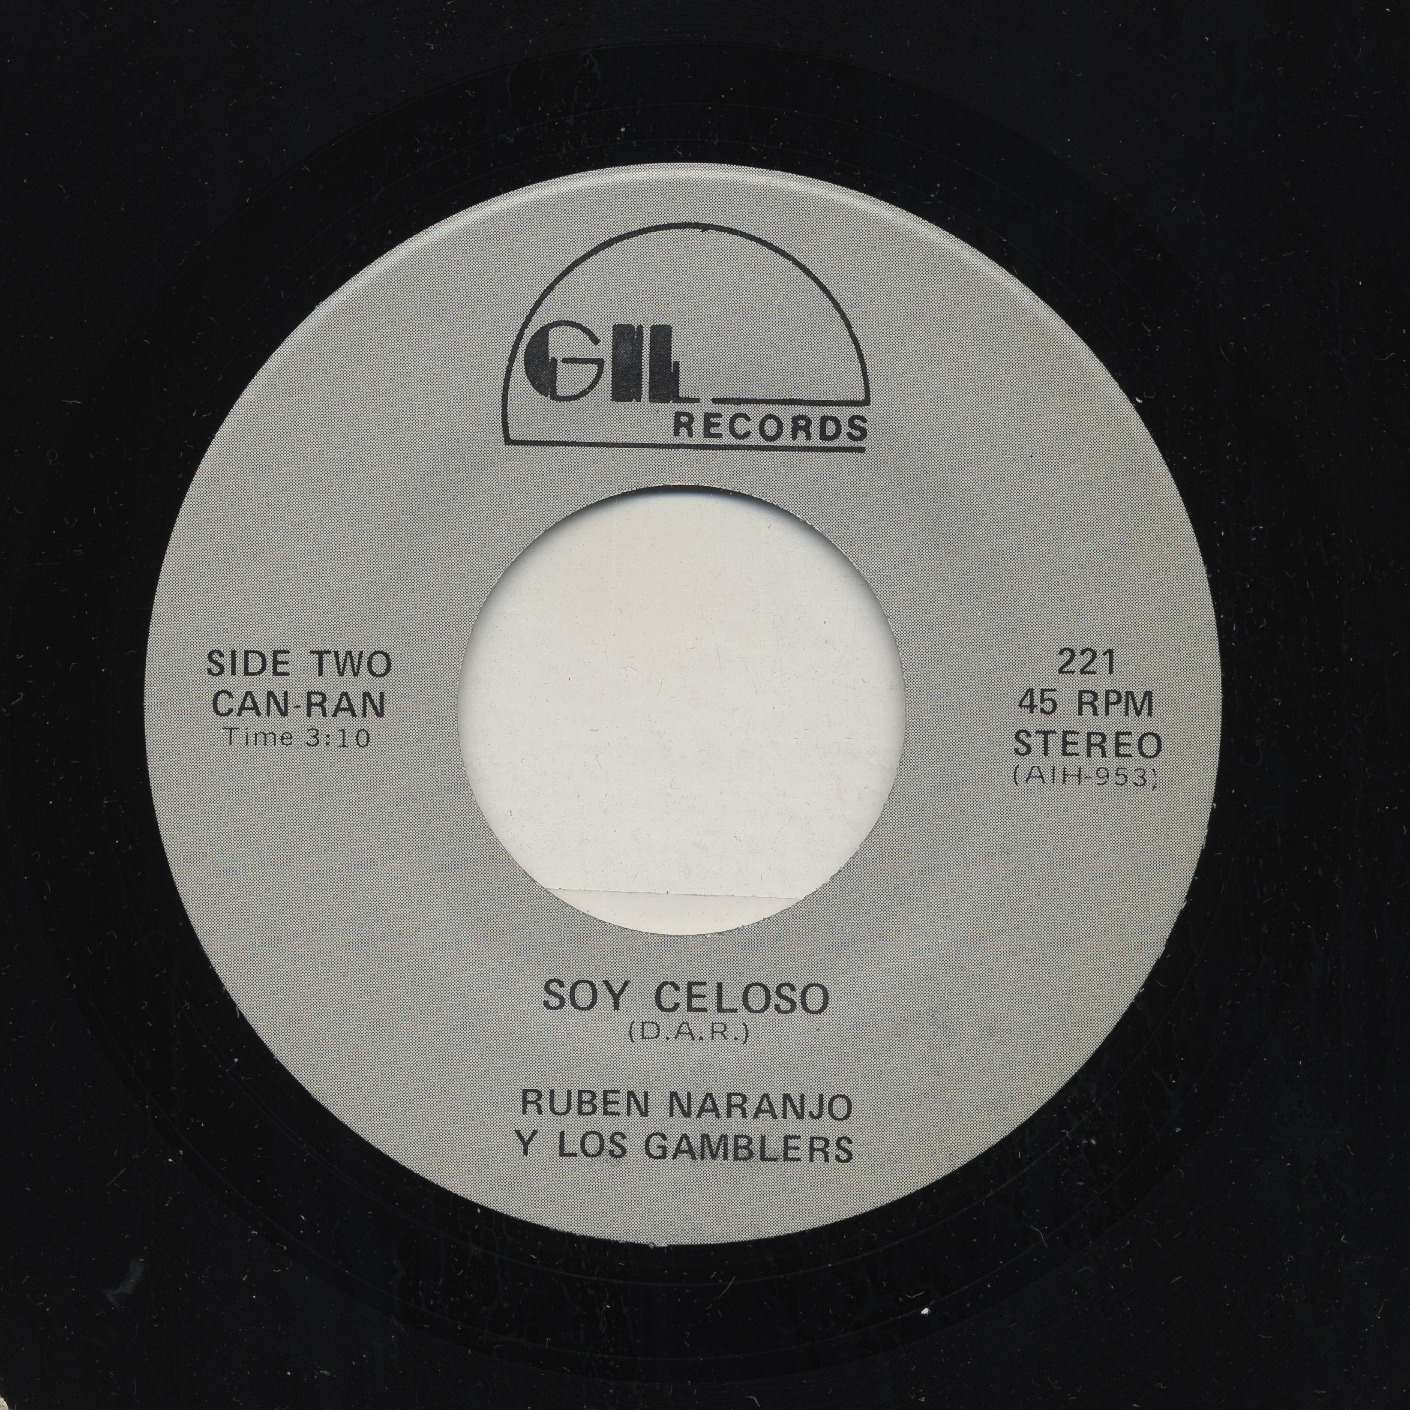 GIL
RECORDS
SIDE TWO
CAN-RAN
Time 3:10
221
45 RPM
STEREO
(AIH-953)
SOY CELOSO
(D.A.R.)
RUBEN NARANJO
Y LOS GAMBLERS